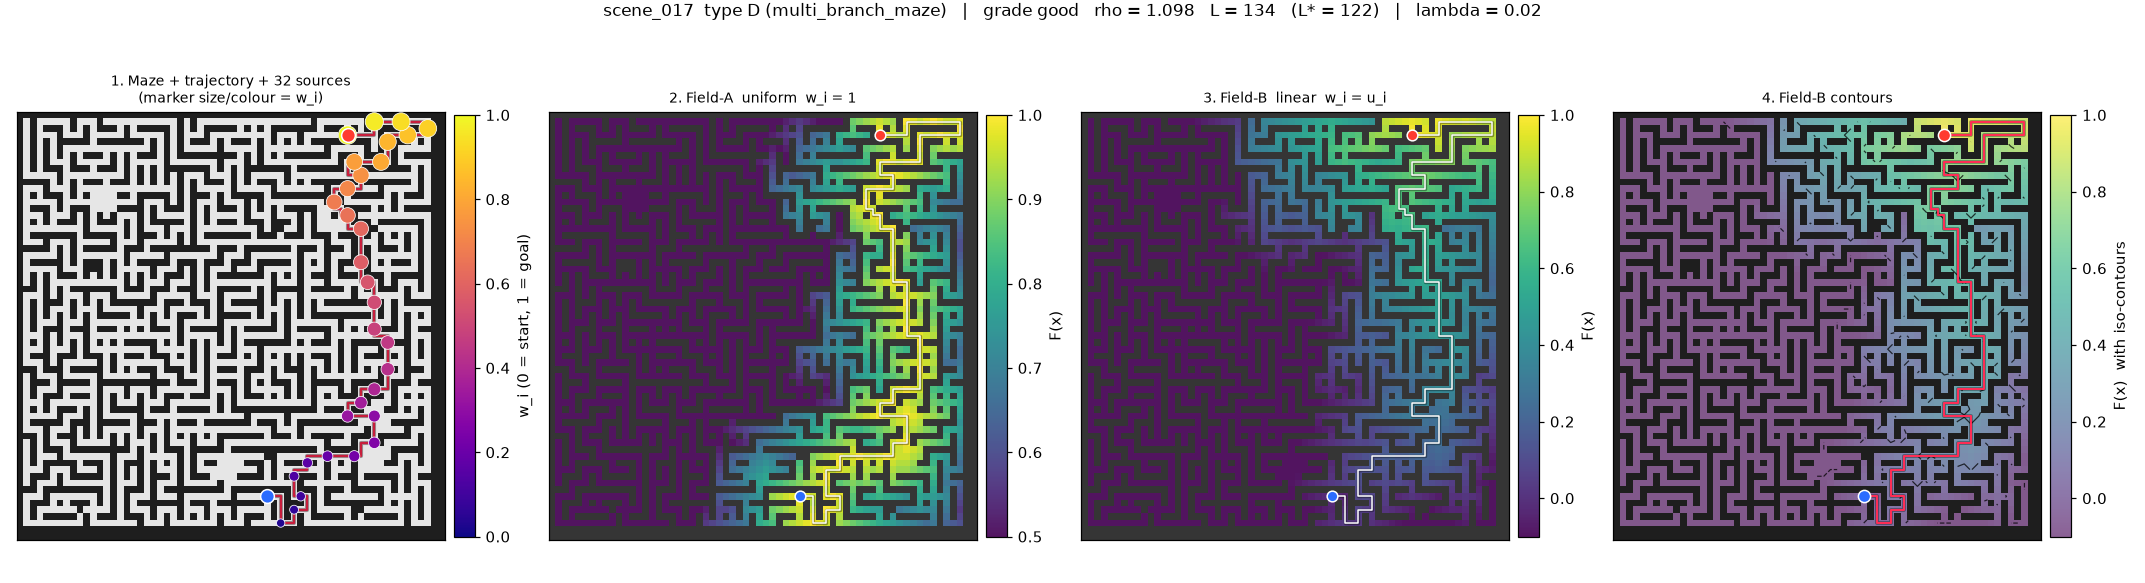 scene_017  type D (multi_branch_maze)   |   grade good   rho = 1.098   L = 134   (L* = 122)   |   lambda = 0.02
1. Maze + trajectory + 32 sources
(marker size/colour = w_i)
1.0
0.8
0.6
0.4
0.2
0.0
w_i (0 = start, 1 = goal)
2. Field-A  uniform  w_i = 1
1.0
0.9
0.8
0.7
0.6
0.5
F(x)
3. Field-B  linear  w_i = u_i
1.0
0.8
0.6
0.4
0.2
0.0
F(x)
4. Field-B contours
1.0
0.8
0.6
0.4
0.2
0.0
F(x)  with iso-contours